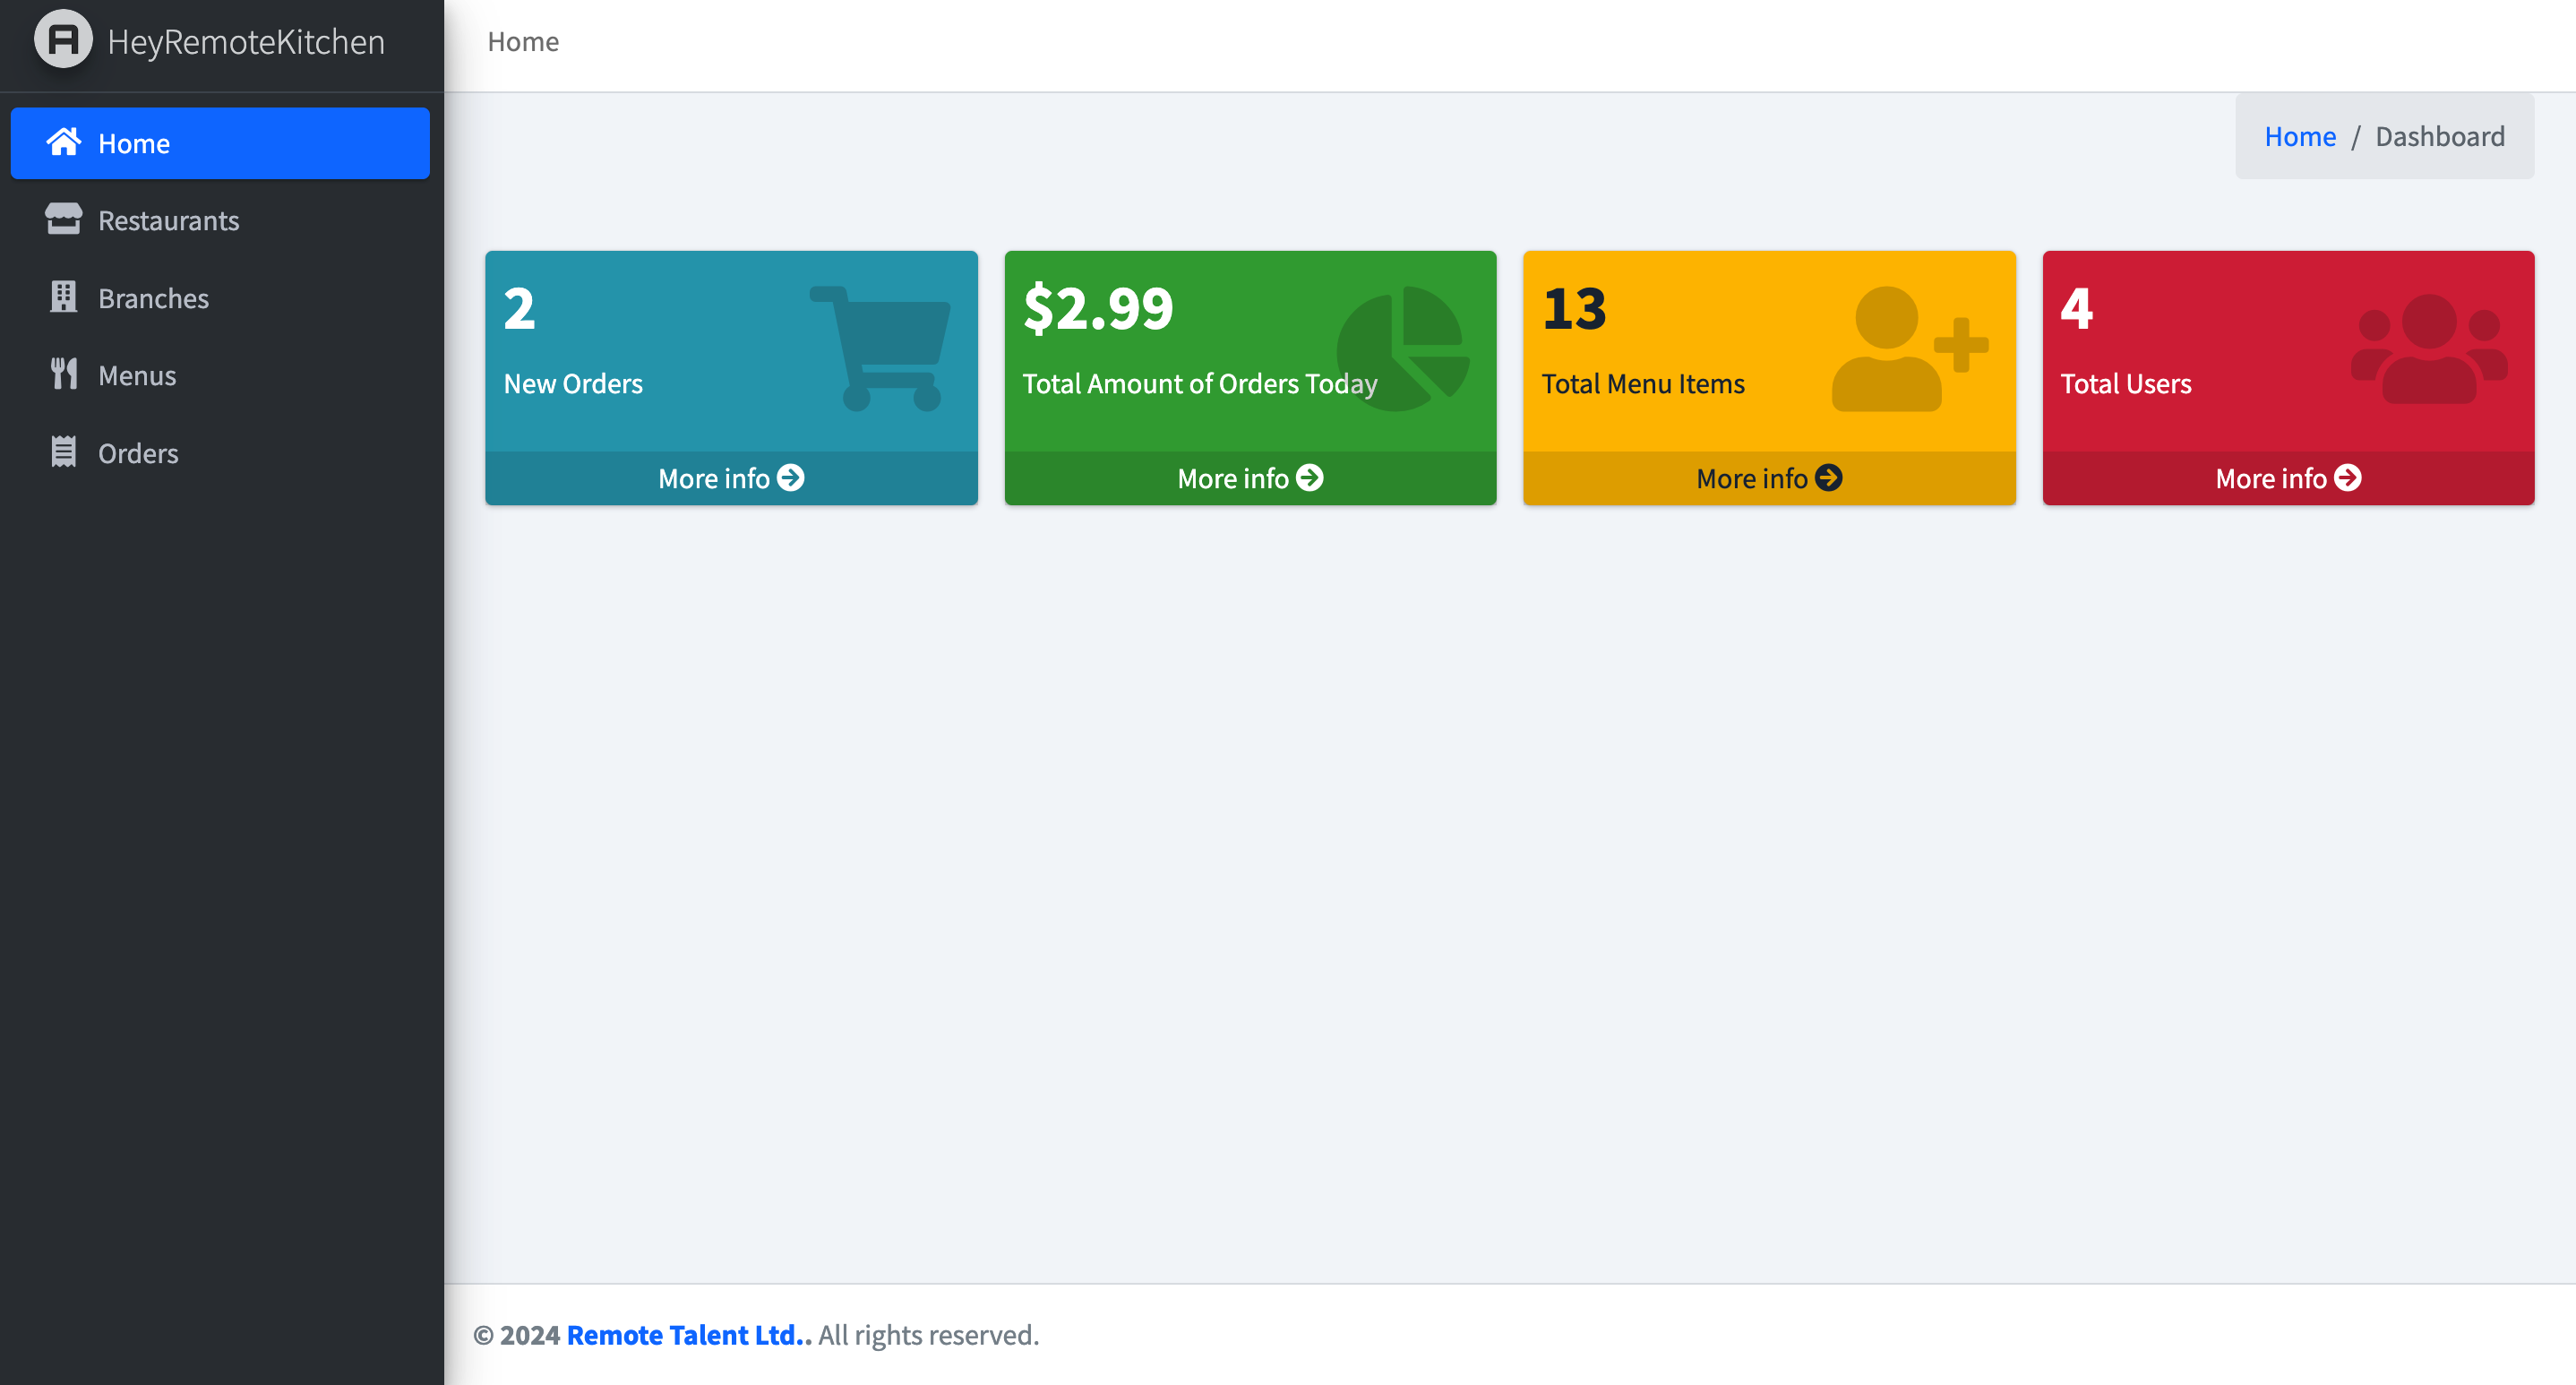 HeyRemoteKitchen
Home
Restaurants
Branches
Menus
Orders
Home
Home / Dashboard
2
New Orders
More info
$2.99
Total Amount of Orders Today
More info
13
Total Menu Items
More info
4
Total Users
More info
© 2024 Remote Talent Ltd.. All rights reserved.